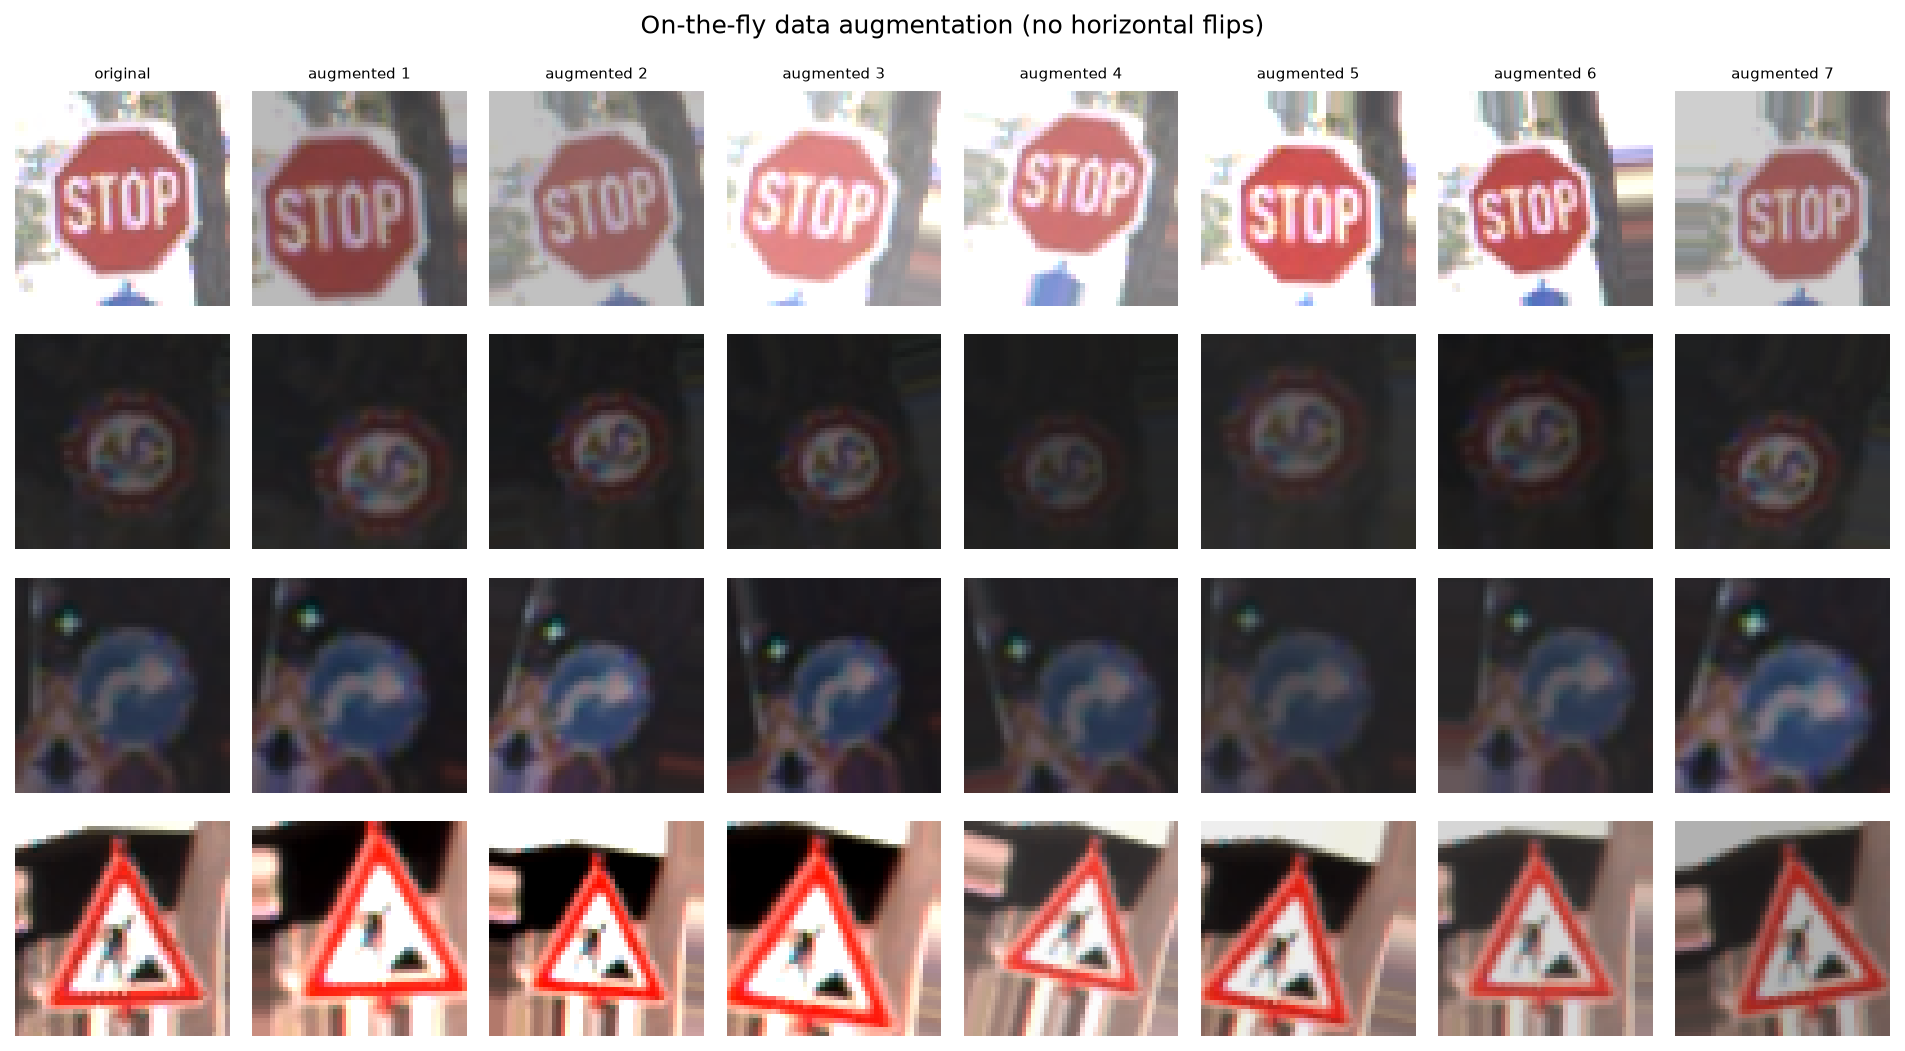 On-the-fly data augmentation (no horizontal flips)
original augmented 1 augmented 2 augmented 3 augmented 4 augmented 5 augmented 6 augmented 7
STOP STOP STOP STOP STOP STOP STOP STOP